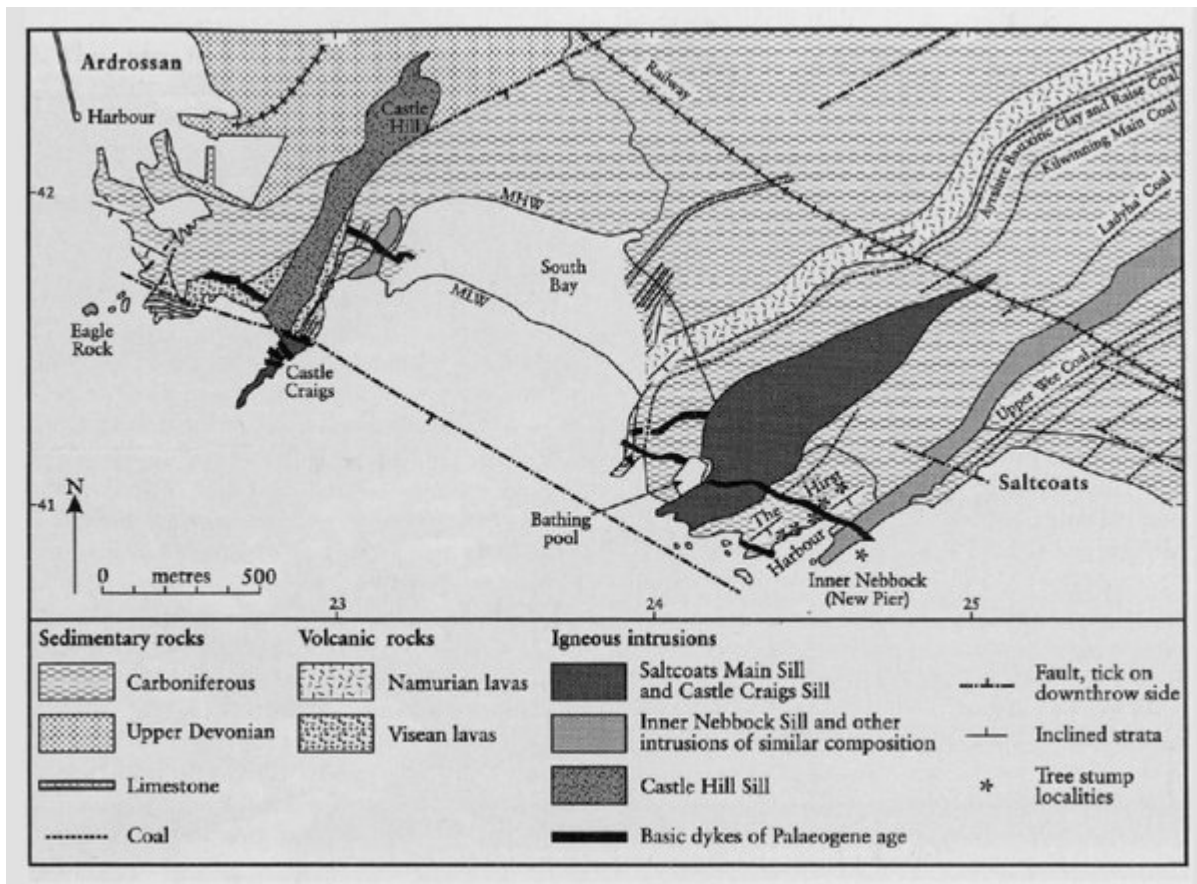 Ardrossan
Harbour
Castle
Hill
Railway
Ayrshire Bauxitic Clay and Raise Coal
Kilwinning Main Coal
Ladyha' Coal
42
MHW
South
Bay
MLW
Eagle
Rock
Castle
Craigs
Upper Wee Coal
Saltcoats
41
N
0 metres 500
Bathing
pool
The Hirst
Harbour
Inner Nebbock
(New Pier)
23
24
25
Sedimentary rocks
Carboniferous
Upper Devonian
Limestone
Coal
Volcanic rocks
Namurian lavas
Visean lavas
Igneous intrusions
Saltcoats Main Sill
and Castle Craigs Sill
Inner Nebbock Sill and other
intrusions of similar composition
Castle Hill Sill
Basic dykes of Palaeogene age
Fault, tick on
downthrow side
Inclined strata
Tree stump
localities